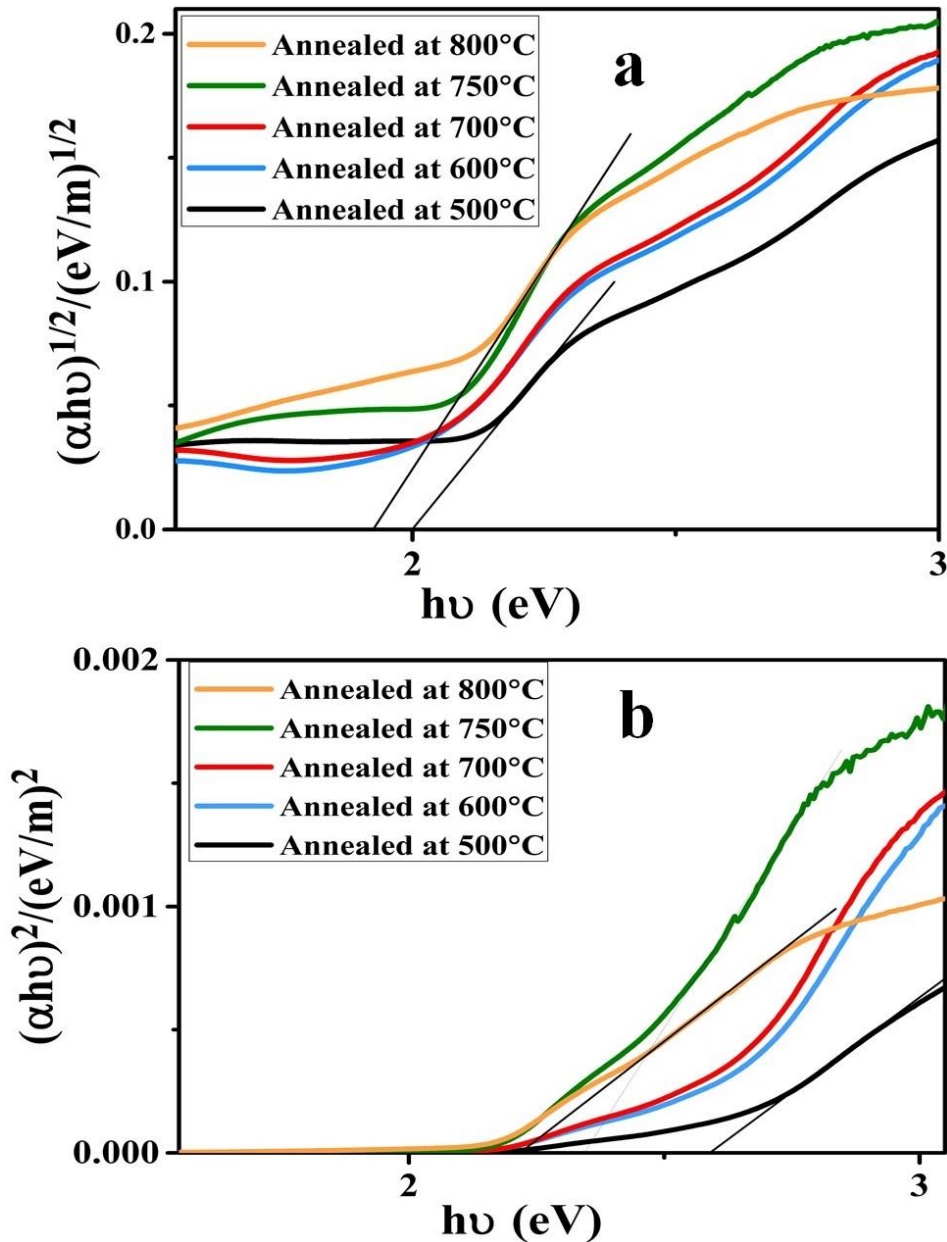 0.2
Annealed at 800°C
Annealed at 750°C
Annealed at 700°C
Annealed at 600°C
Annealed at 500°C
a
0.1
0.0
(αhυ)^1/2/(eV/m)^1/2
2
3
hυ (eV)
0.002
Annealed at 800°C
Annealed at 750°C
Annealed at 700°C
Annealed at 600°C
Annealed at 500°C
b
0.001
0.000
(αhυ)^2/(eV/m)^2
2
3
hυ (eV)